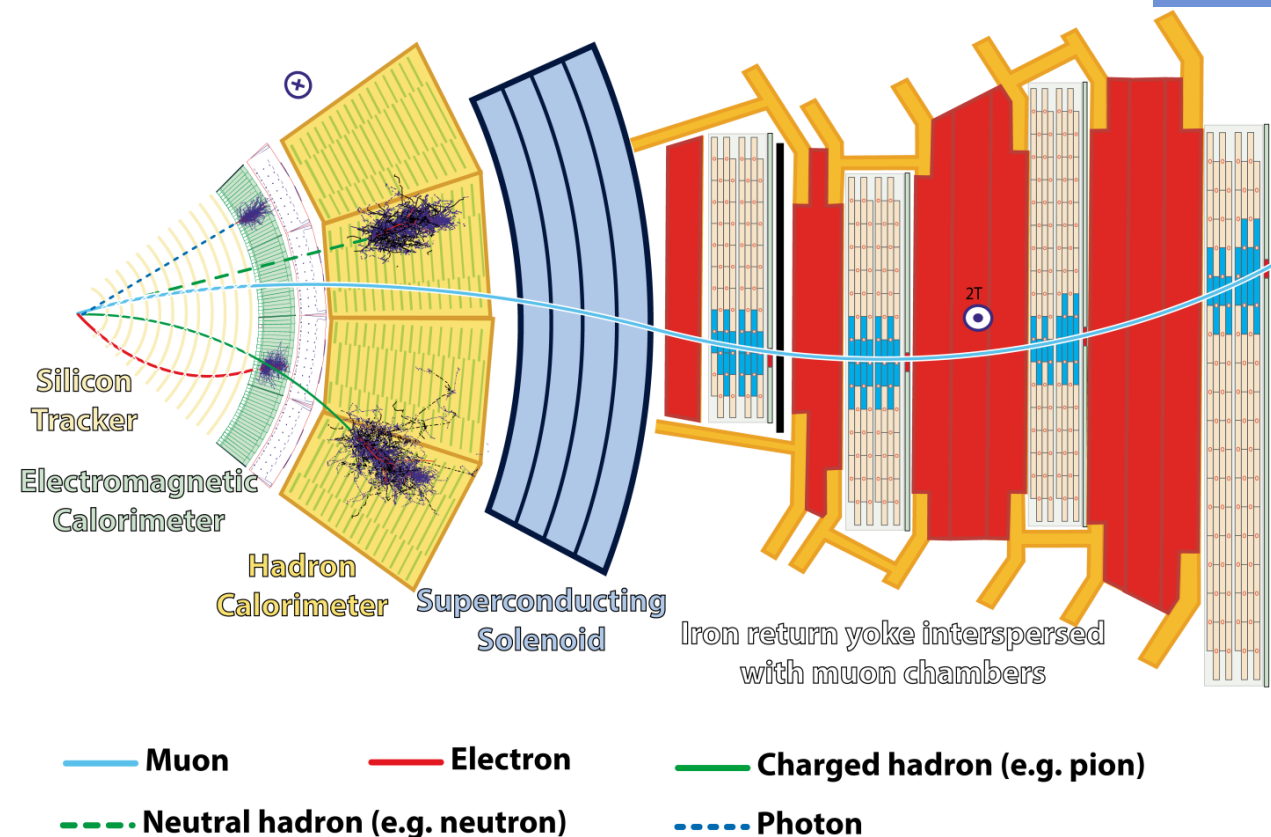 2T
Silicon
Tracker
Electromagnetic
Calorimeter
Hadron
Calorimeter
Superconducting
Solenoid
Iron return yoke interspersed
with muon chambers
Muon
Electron
Charged hadron (e.g. pion)
Neutral hadron (e.g. neutron)
Photon